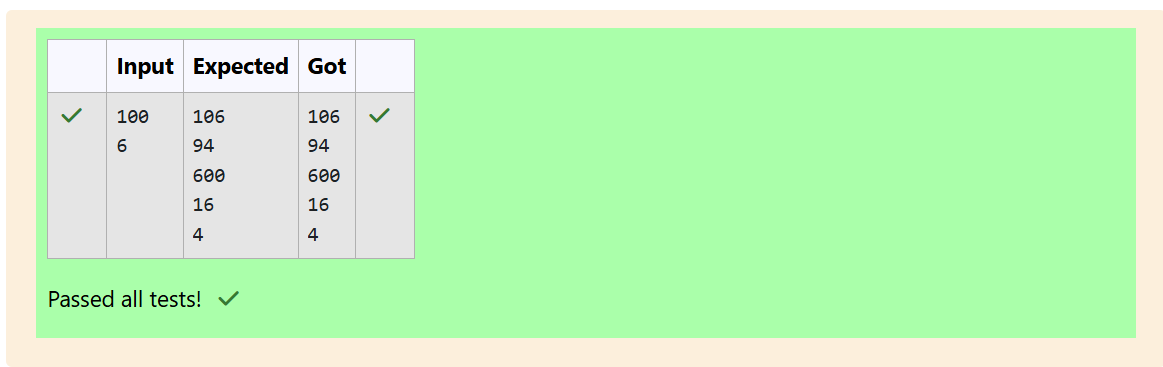 Input Expected Got
100 106 106
6 94 94
600 600
16 16
4 4
Passed all tests!